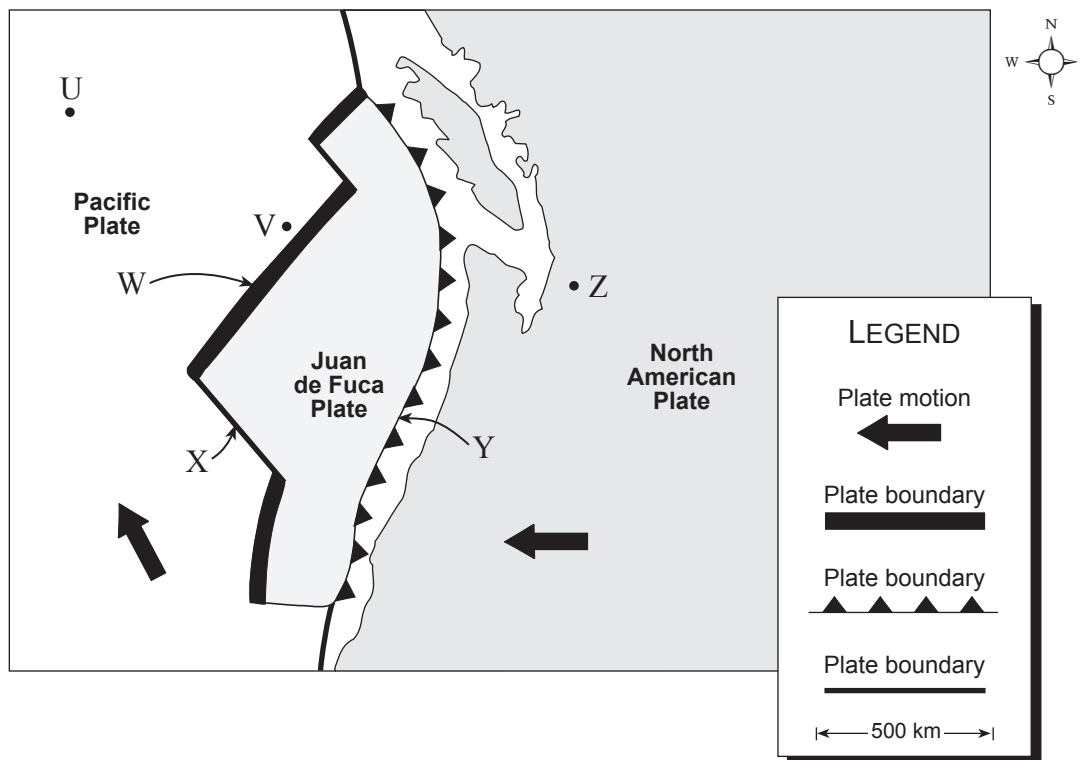 N
W
E
S
U
Pacific
Plate
V
W
Z
Juan
de Fuca
Plate
North
American
Plate
Y
X
LEGEND
Plate motion
Plate boundary
Plate boundary
Plate boundary
500 km